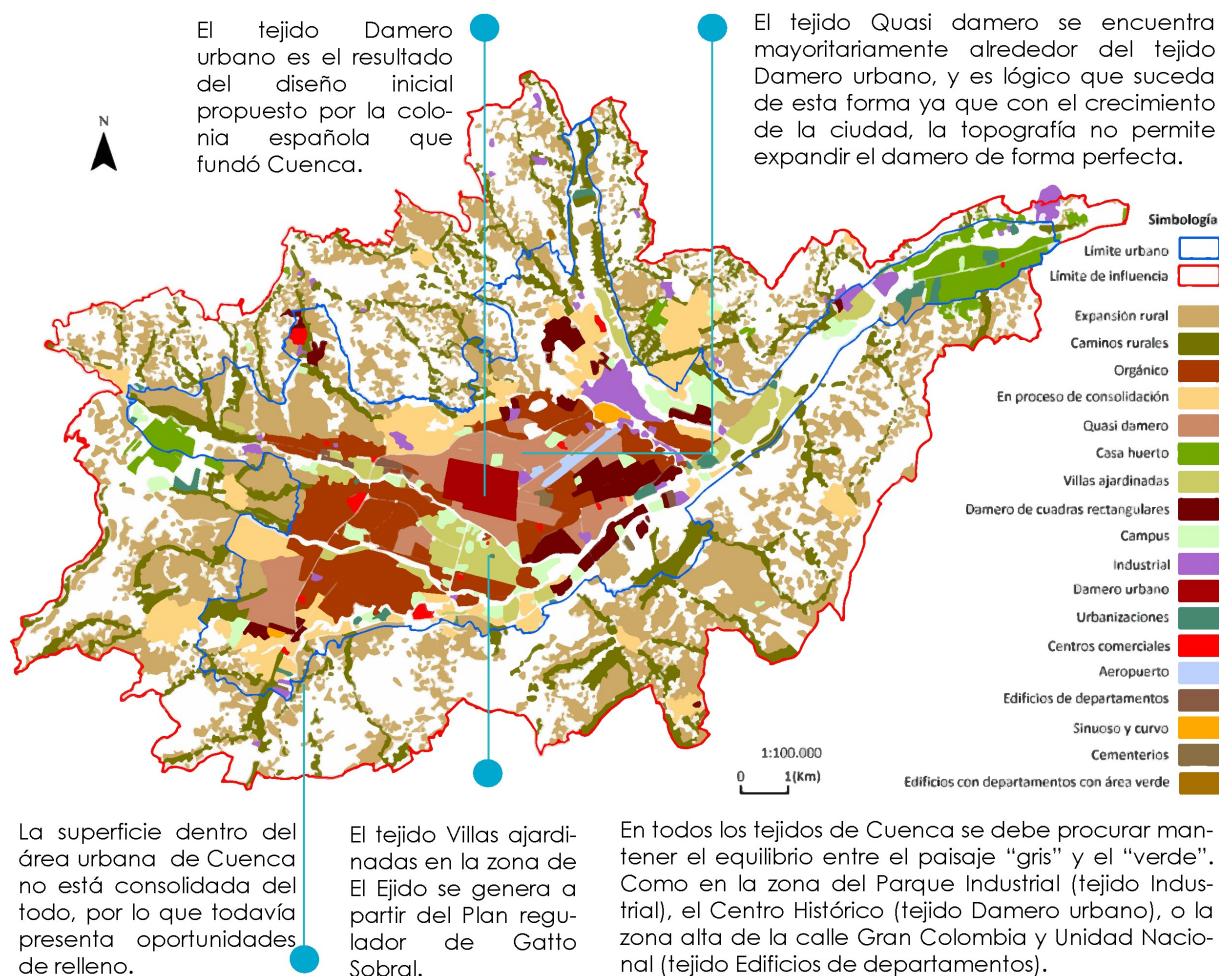 El tejido Damero
urbano es el resultado
del diseño inicial
propuesto por la colo-
nia española que
fundó Cuenca.
El tejido Quasi damero se encuentra
mayoritariamente alrededor del tejido
Damero urbano, y es lógico que suceda
de esta forma ya que con el crecimiento
de la ciudad, la topografía no permite
expandir el damero de forma perfecta.
N
Simbología
Límite urbano
Límite de influencia
Expansión rural
Caminos rurales
Orgánico
En proceso de consolidación
Quasi damero
Casa huerto
Villas ajardinadas
Damero de cuadras rectangulares
Campus
Industrial
Damero urbano
Urbanizaciones
Centros comerciales
Aeropuerto
Edificios de departamentos
Sinuoso y curvo
Cementerios
Edificios con departamentos con área verde
1:100.000
0 1(Km)
La superficie dentro del
área urbana de Cuenca
no está consolidada del
todo, por lo que todavía
presenta oportunidades
de relleno.
El tejido Villas ajardi-
nadas en la zona de
El Ejido se genera a
partir del Plan regu-
lador de Gatto
Sobral.
En todos los tejidos de Cuenca se debe procurar man-
tener el equilibrio entre el paisaje “gris” y el “verde”.
Como en la zona del Parque Industrial (tejido Indus-
trial), el Centro Histórico (tejido Damero urbano), o la
zona alta de la calle Gran Colombia y Unidad Nacio-
nal (tejido Edificios de departamentos).